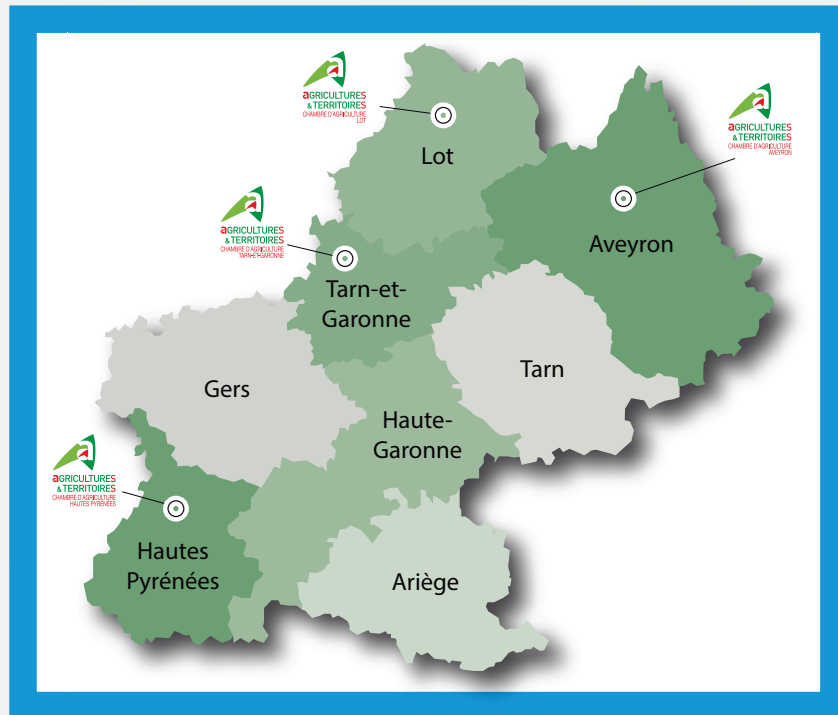 aGRICULTURES
& TERRITOIRES
CHAMBRE D'AGRICULTURE
LOT
aGRICULTURES
& TERRITOIRES
CHAMBRE D'AGRICULTURE
AVEYRON
Lot
aGRICULTURES
& TERRITOIRES
CHAMBRE D'AGRICULTURE
TARN-ET-GARONNE
Aveyron
Tarn-et-
Garonne
Tarn
Gers
Haute-
Garonne
aGRICULTURES
& TERRITOIRES
CHAMBRE D'AGRICULTURE
HAUTES PYRÉNÉES
Hautes
Pyrénées
Ariège